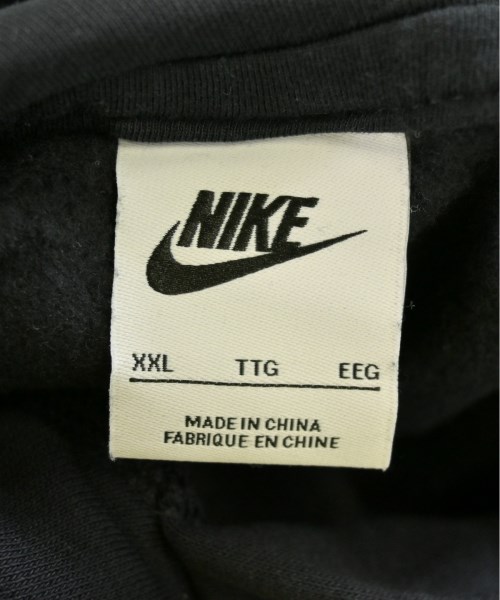 NIKE
XXL TTG EEG
MADE IN CHINA
FABRIQUE EN CHINE